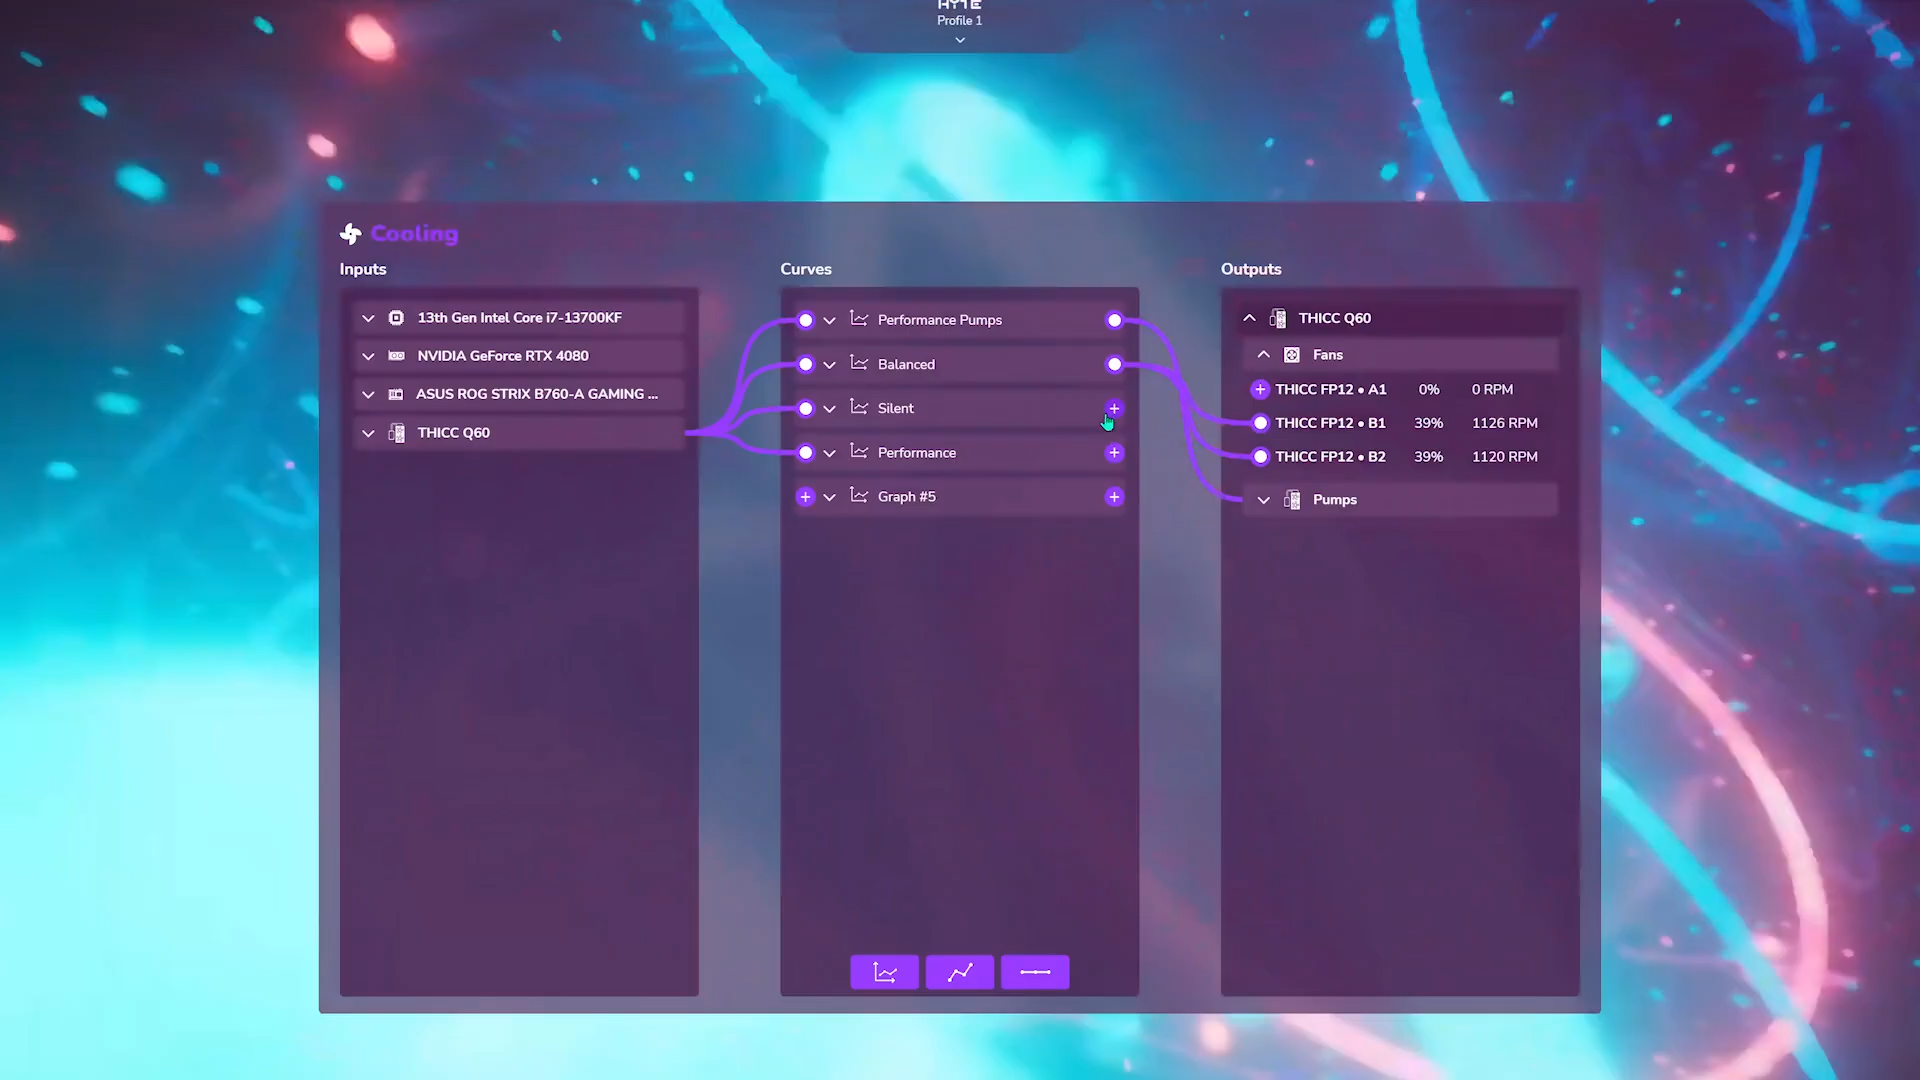 HYTE
Profile 1
Cooling
Inputs
Curves
Outputs
13th Gen Intel Core i7-13700KF
NVIDIA GeForce RTX 4080
ASUS ROG STRIX B760-A GAMING ...
THICC Q60
Performance Pumps
Balanced
Silent
Performance
Graph #5
THICC Q60
Fans
THICC FP12 • A1 0% 0 RPM
THICC FP12 • B1 39% 1126 RPM
THICC FP12 • B2 39% 1120 RPM
Pumps